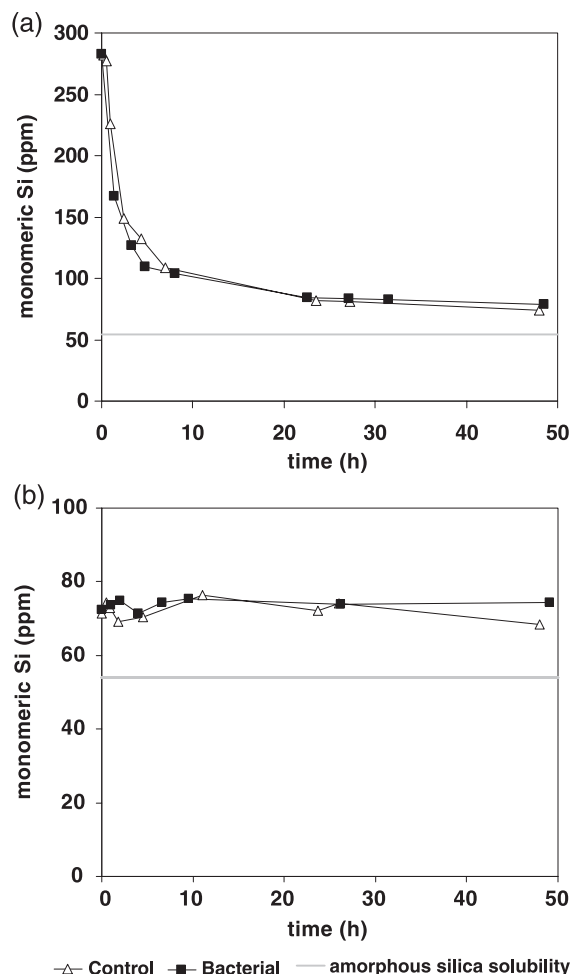 (a)
300
250
200
150
100
50
0
monomeric Si (ppm)
0 10 20 30 40 50
time (h)
(b)
100
80
60
40
20
0
monomeric Si (ppm)
0 10 20 30 40 50
time (h)
Control Bacterial amorphous silica solubility